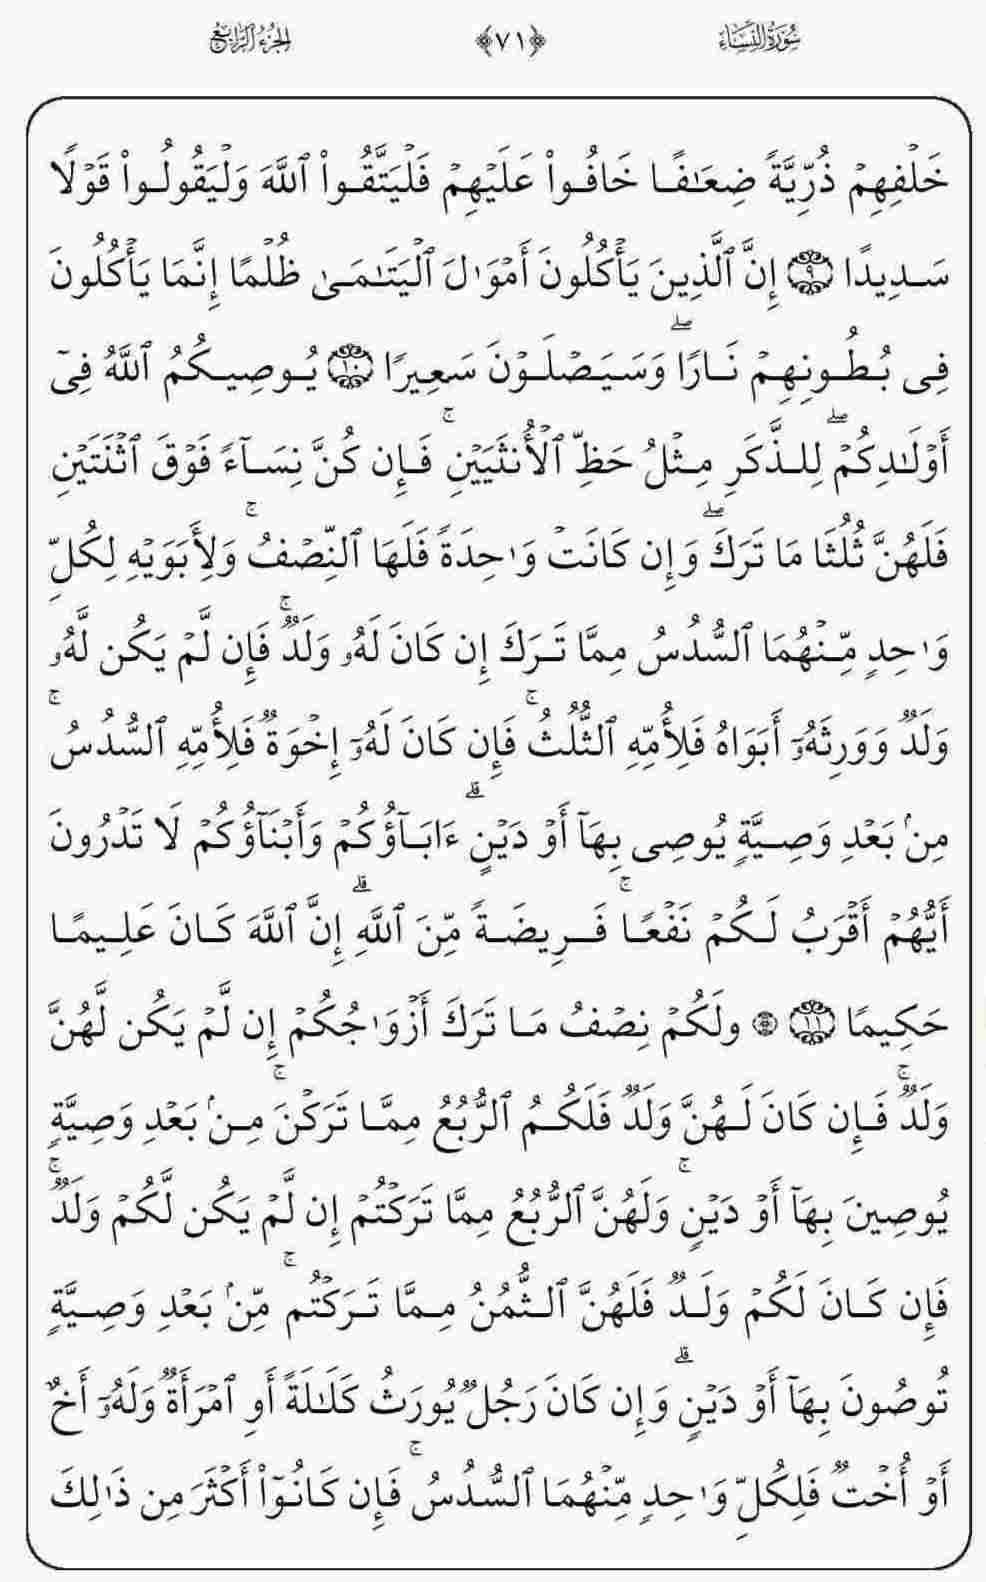 سُورَةُ النِّسَاءِ ﴿٧١﴾ الجُزْءُ الرَّابِعُ
خَلْفِهِمْ ذُرِّيَّةً ضِعَٰفًا خَافُوا۟ عَلَيْهِمْ فَلْيَتَّقُوا۟ ٱللَّهَ وَلْيَقُولُوا۟ قَوْلًا
سَدِيدًا ٩ إِنَّ ٱلَّذِينَ يَأْكُلُونَ أَمْوَٰلَ ٱلْيَتَٰمَىٰ ظُلْمًا إِنَّمَا يَأْكُلُونَ
فِى بُطُونِهِمْ نَارًا ۖ وَسَيَصْلَوْنَ سَعِيرًا ١٠ يُوصِيكُمُ ٱللَّهُ فِىٓ
أَوْلَٰدِكُمْ ۖ لِلذَّكَرِ مِثْلُ حَظِّ ٱلْأُنثَيَيْنِ ۚ فَإِن كُنَّ نِسَآءً فَوْقَ ٱثْنَتَيْنِ
فَلَهُنَّ ثُلُثَا مَا تَرَكَ ۖ وَإِن كَانَتْ وَٰحِدَةً فَلَهَا ٱلنِّصْفُ ۚ وَلِأَبَوَيْهِ لِكُلِّ
وَٰحِدٍ مِّنْهُمَا ٱلسُّدُسُ مِمَّا تَرَكَ إِن كَانَ لَهُۥ وَلَدٌ ۚ فَإِن لَّمْ يَكُن لَّهُۥ
وَلَدٌ وَوَرِثَهُۥٓ أَبَوَاهُ فَلِأُمِّهِ ٱلثُّلُثُ ۚ فَإِن كَانَ لَهُۥٓ إِخْوَةٌ فَلِأُمِّهِ ٱلسُّدُسُ ۚ
مِنۢ بَعْدِ وَصِيَّةٍ يُوصِى بِهَآ أَوْ دَيْنٍ ۗ ءَابَآؤُكُمْ وَأَبْنَآؤُكُمْ لَا تَدْرُونَ
أَيُّهُمْ أَقْرَبُ لَكُمْ نَفْعًا ۚ فَرِيضَةً مِّنَ ٱللَّهِ ۗ إِنَّ ٱللَّهَ كَانَ عَلِيمًا
حَكِيمًا ١١ ۞ وَلَكُمْ نِصْفُ مَا تَرَكَ أَزْوَٰجُكُمْ إِن لَّمْ يَكُن لَّهُنَّ
وَلَدٌ ۚ فَإِن كَانَ لَهُنَّ وَلَدٌ فَلَكُمُ ٱلرُّبُعُ مِمَّا تَرَكْنَ ۚ مِنۢ بَعْدِ وَصِيَّةٍ
يُوصِينَ بِهَآ أَوْ دَيْنٍ ۚ وَلَهُنَّ ٱلرُّبُعُ مِمَّا تَرَكْتُمْ إِن لَّمْ يَكُن لَّكُمْ وَلَدٌ ۚ
فَإِن كَانَ لَكُمْ وَلَدٌ فَلَهُنَّ ٱلثُّمُنُ مِمَّا تَرَكْتُم ۚ مِّنۢ بَعْدِ وَصِيَّةٍ
تُوصُونَ بِهَآ أَوْ دَيْنٍ ۗ وَإِن كَانَ رَجُلٌ يُورَثُ كَلَٰلَةً أَوِ ٱمْرَأَةٌ وَلَهُۥٓ أَخٌ
أَوْ أُخْتٌ فَلِكُلِّ وَٰحِدٍ مِّنْهُمَا ٱلسُّدُسُ ۚ فَإِن كَانُوٓا۟ أَكْثَرَ مِن ذَٰلِكَ